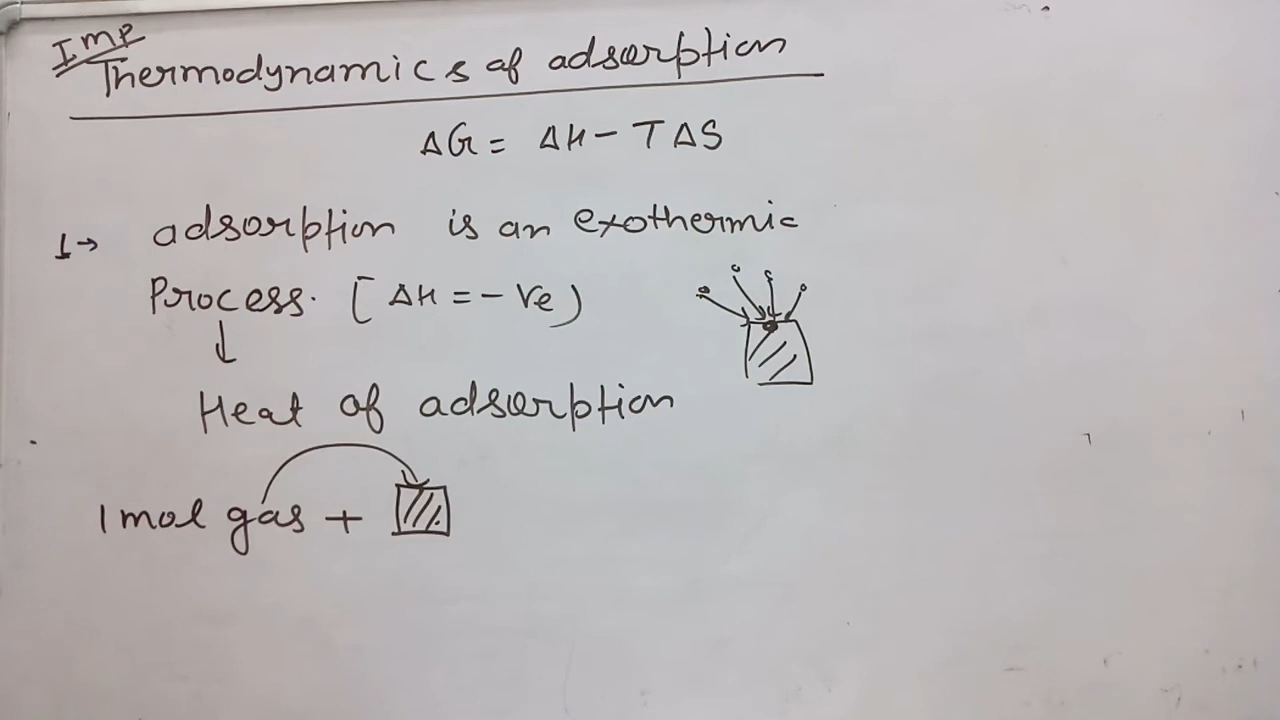 Imp
Thermodynamics of adsorption
ΔG = ΔH - TΔS
1→ adsorption is an exothermic
Process. [ΔH = -Ve)
↓
Heat of adsorption
1 mol gas +